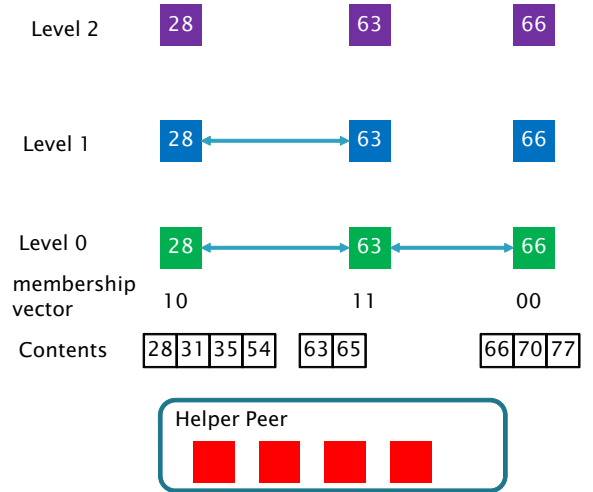 Level 2 28 63 66
Level 1 28 63 66
Level 0 28 63 66
membership
vector 10 11 00
Contents 28 31 35 54 63 65 66 70 77
Helper Peer